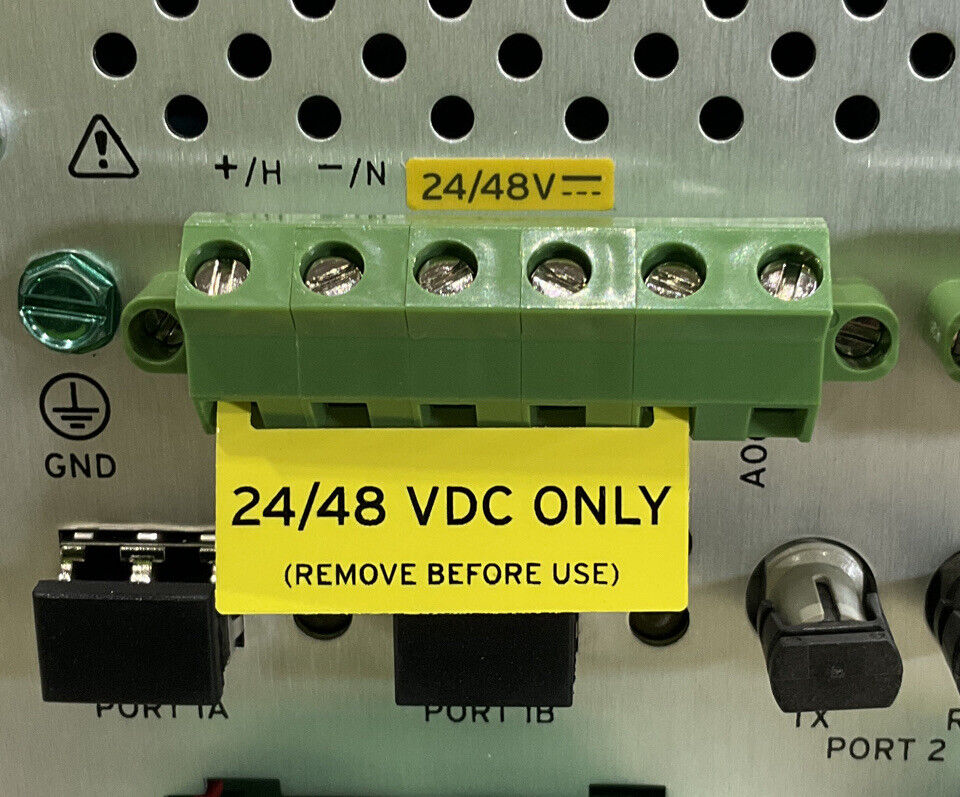 +/H −/N 24/48V
GND
24/48 VDC ONLY
(REMOVE BEFORE USE)
PORT 1A
PORT 1B
TX
PORT 2